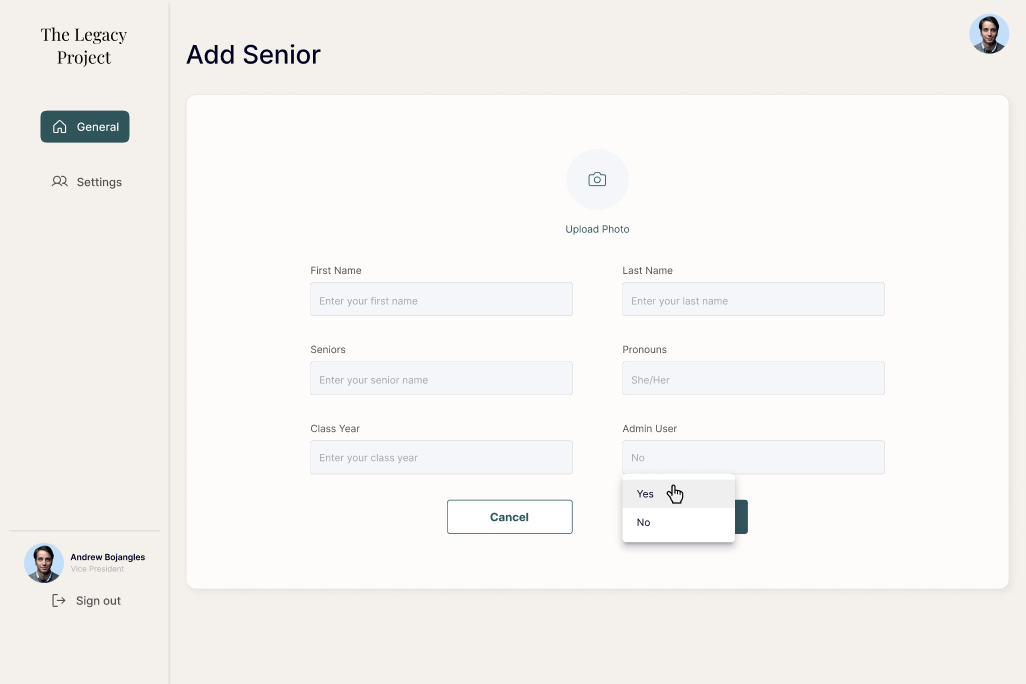 The Legacy
Project
General
Settings
Andrew Bojangles
Vice President
Sign out
Add Senior
Upload Photo
First Name
Last Name
Enter your first name
Enter your last name
Seniors
Pronouns
Enter your senior name
She/Her
Class Year
Admin User
Enter your class year
No
Yes
No
Cancel